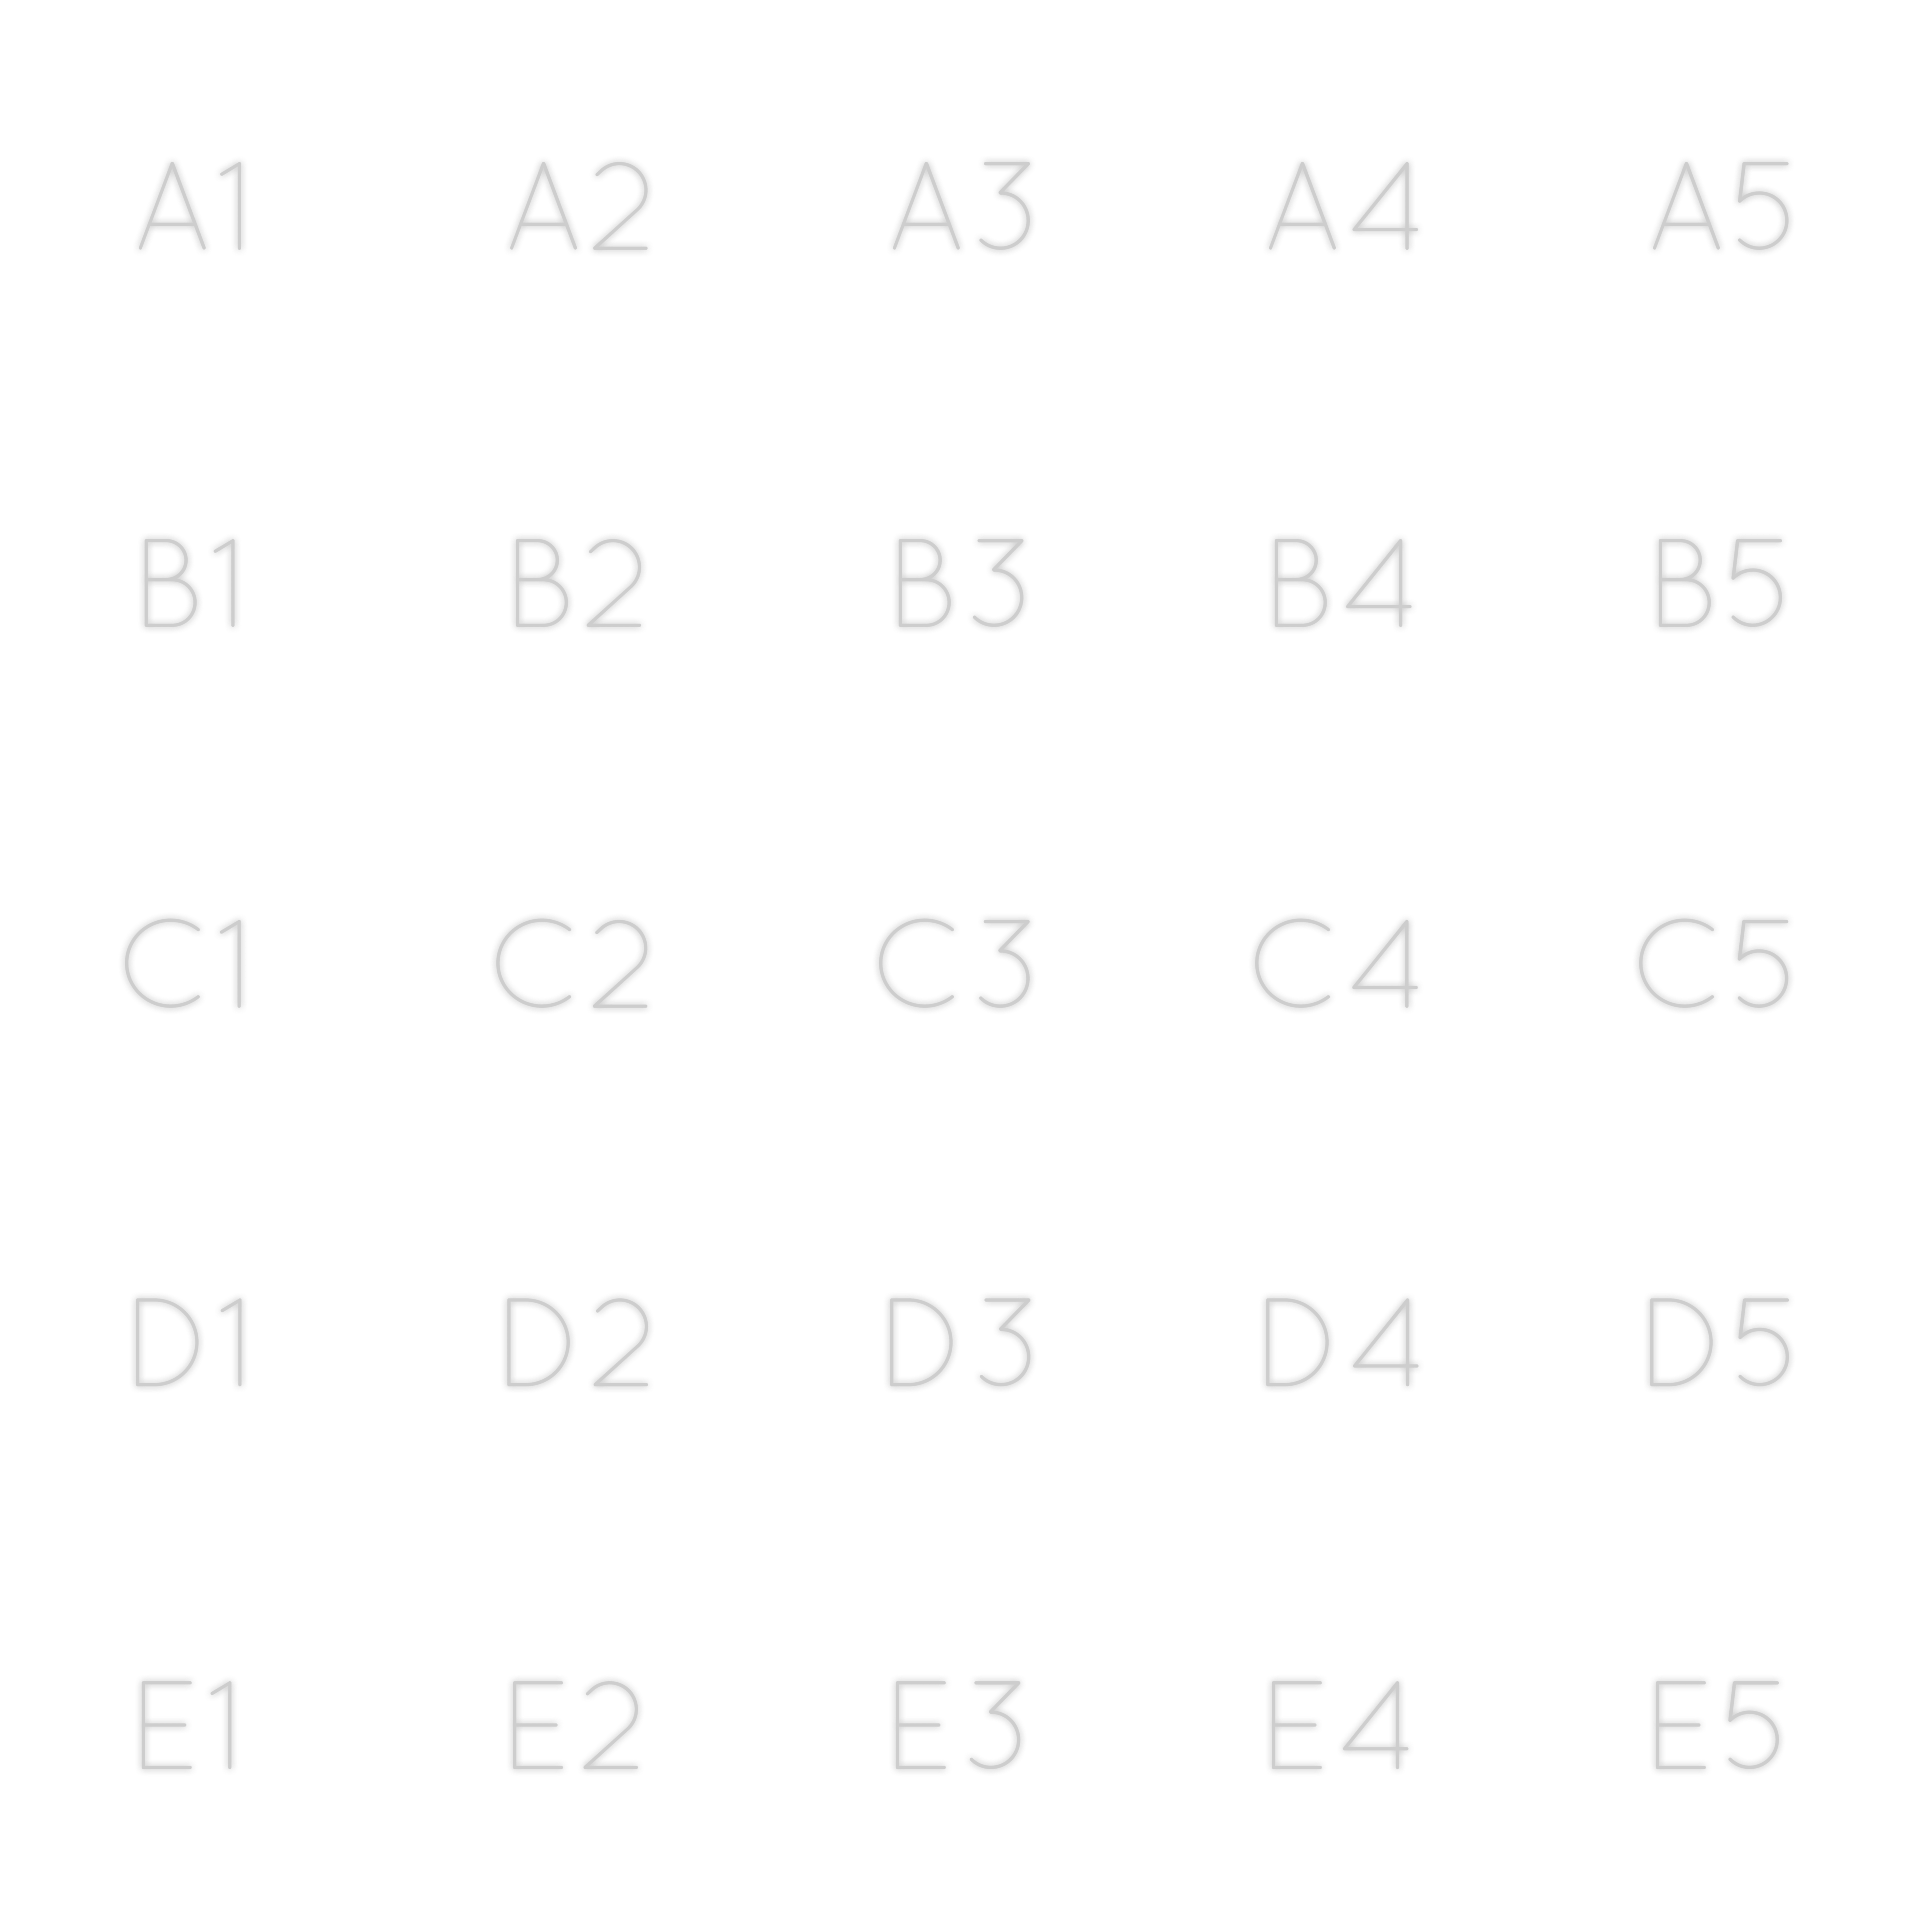 A1 A2 A3 A4 A5
B1 B2 B3 B4 B5
C1 C2 C3 C4 C5
D1 D2 D3 D4 D5
E1 E2 E3 E4 E5